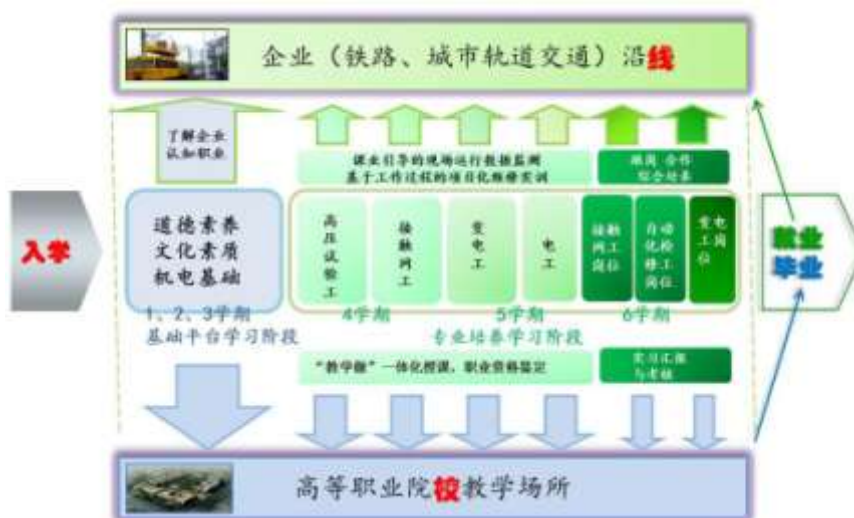 企业（铁路、城市轨道交通）沿线
了解企业
认知职业
课业引导的现场运行数据监测
基于工作过程的项目化维修实训
跟岗 合作
综合培养
入学
道德素养
文化素质
机电基础
高压试验工
接触网工
变电工
电工
接触网工岗位
自动化检修工岗位
变电工岗位
就业
毕业
1、2、3学期
基础平台学习阶段
4学期
5学期
6学期
专业培养学习阶段
“教学做”一体化授课，职业资格鉴定
实习汇报
与考核
高等职业院校教学场所